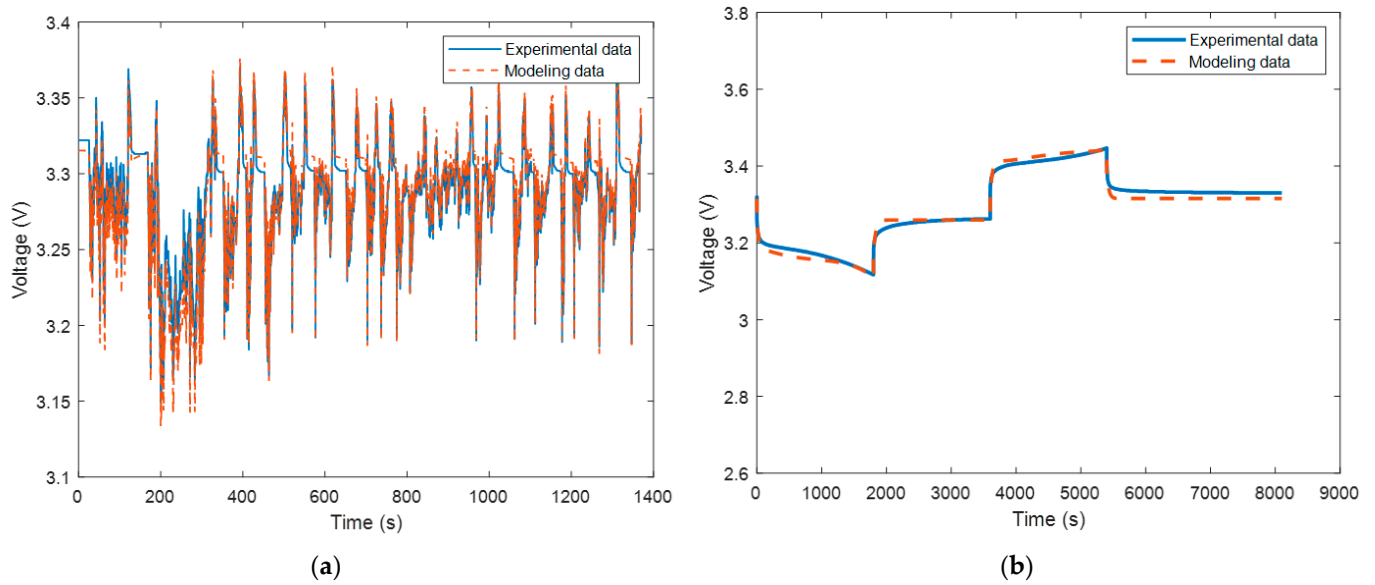 3.4
3.35
3.3
3.25
3.2
3.15
3.1
Voltage (V)
Experimental data
Modeling data
0 200 400 600 800 1000 1200 1400
Time (s)
(a)
3.8
3.6
3.4
3.2
3
2.8
2.6
Voltage (V)
Experimental data
Modeling data
0 1000 2000 3000 4000 5000 6000 7000 8000 9000
Time (s)
(b)